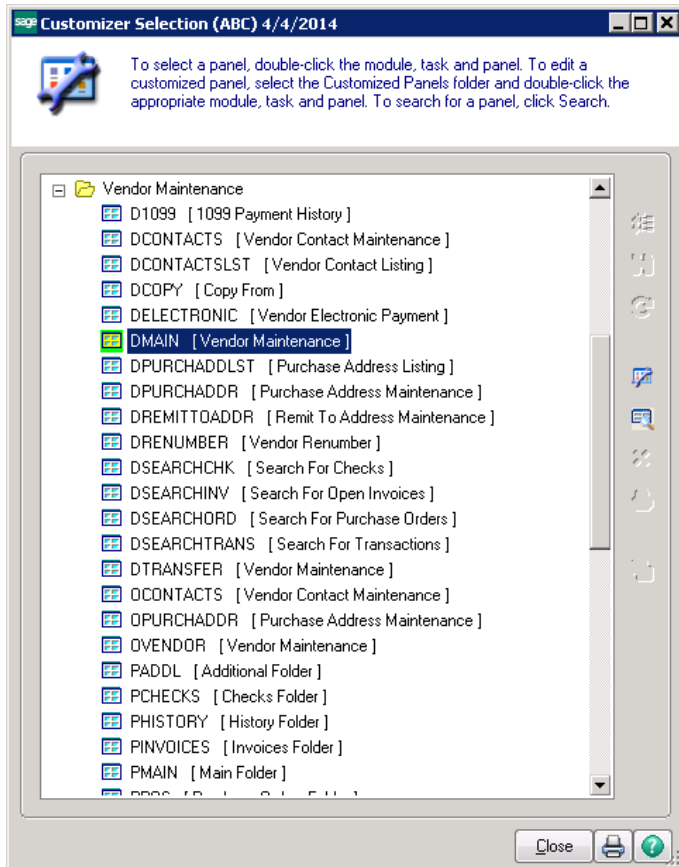 sage Customizer Selection (ABC) 4/4/2014
To select a panel, double-click the module, task and panel. To edit a
customized panel, select the Customized Panels folder and double-click the
appropriate module, task and panel. To search for a panel, click Search.
Vendor Maintenance
D1099 [ 1099 Payment History ]
DCONTACTS [ Vendor Contact Maintenance ]
DCONTACTSLST [ Vendor Contact Listing ]
DCOPY [ Copy From ]
DELECTRONIC [ Vendor Electronic Payment ]
DMAIN [ Vendor Maintenance ]
DPURCHADDLST [ Purchase Address Listing ]
DPURCHADDR [ Purchase Address Maintenance ]
DREMITTOADDR [ Remit To Address Maintenance ]
DRENUMBER [ Vendor Renumber ]
DSEARCHCHK [ Search For Checks ]
DSEARCHINV [ Search For Open Invoices ]
DSEARCHORD [ Search For Purchase Orders ]
DSEARCHTRANS [ Search For Transactions ]
DTRANSFER [ Vendor Maintenance ]
OCONTACTS [ Vendor Contact Maintenance ]
OPURCHADDR [ Purchase Address Maintenance ]
OVENDOR [ Vendor Maintenance ]
PADDL [ Additional Folder ]
PCHECKS [ Checks Folder ]
PHISTORY [ History Folder ]
PINVOICES [ Invoices Folder ]
PMAIN [ Main Folder ]
Close